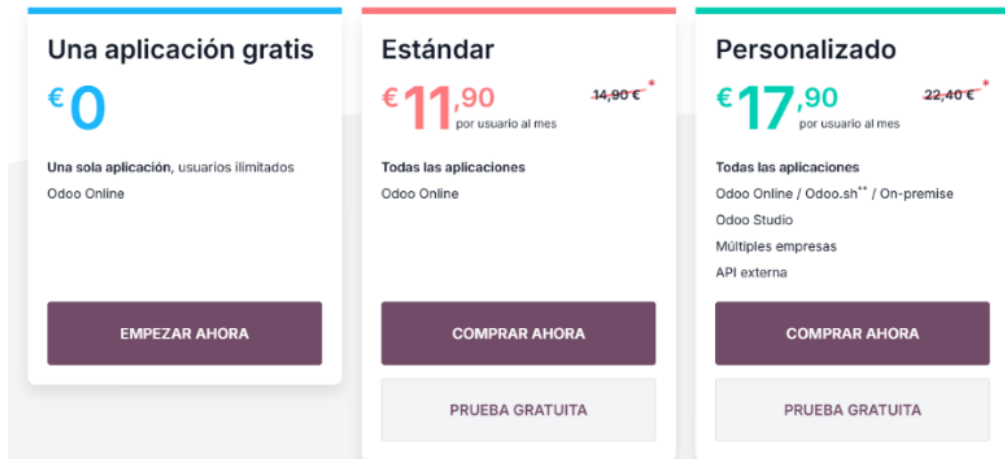 Una aplicación gratis
€0
Una sola aplicación, usuarios ilimitados
Odoo Online
EMPEZAR AHORA
Estándar
€11,90
14,90 € *
por usuario al mes
Todas las aplicaciones
Odoo Online
COMPRAR AHORA
PRUEBA GRATUITA
Personalizado
€17,90
22,40 € *
por usuario al mes
Todas las aplicaciones
Odoo Online / Odoo.sh** / On-premise
Odoo Studio
Múltiples empresas
API externa
COMPRAR AHORA
PRUEBA GRATUITA